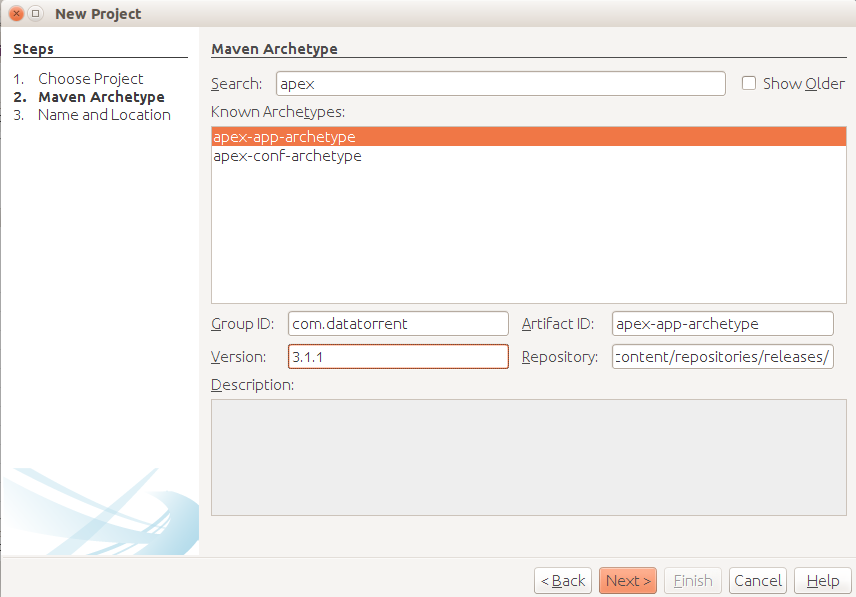 New Project
Steps
1. Choose Project
2. Maven Archetype
3. Name and Location
Maven Archetype
Search: apex Show Older
Known Archetypes:
apex-app-archetype
apex-conf-archetype
Group ID: com.datatorrent Artifact ID: apex-app-archetype
Version: 3.1.1 Repository: content/repositories/releases/
Description:
< Back Next > Finish Cancel Help